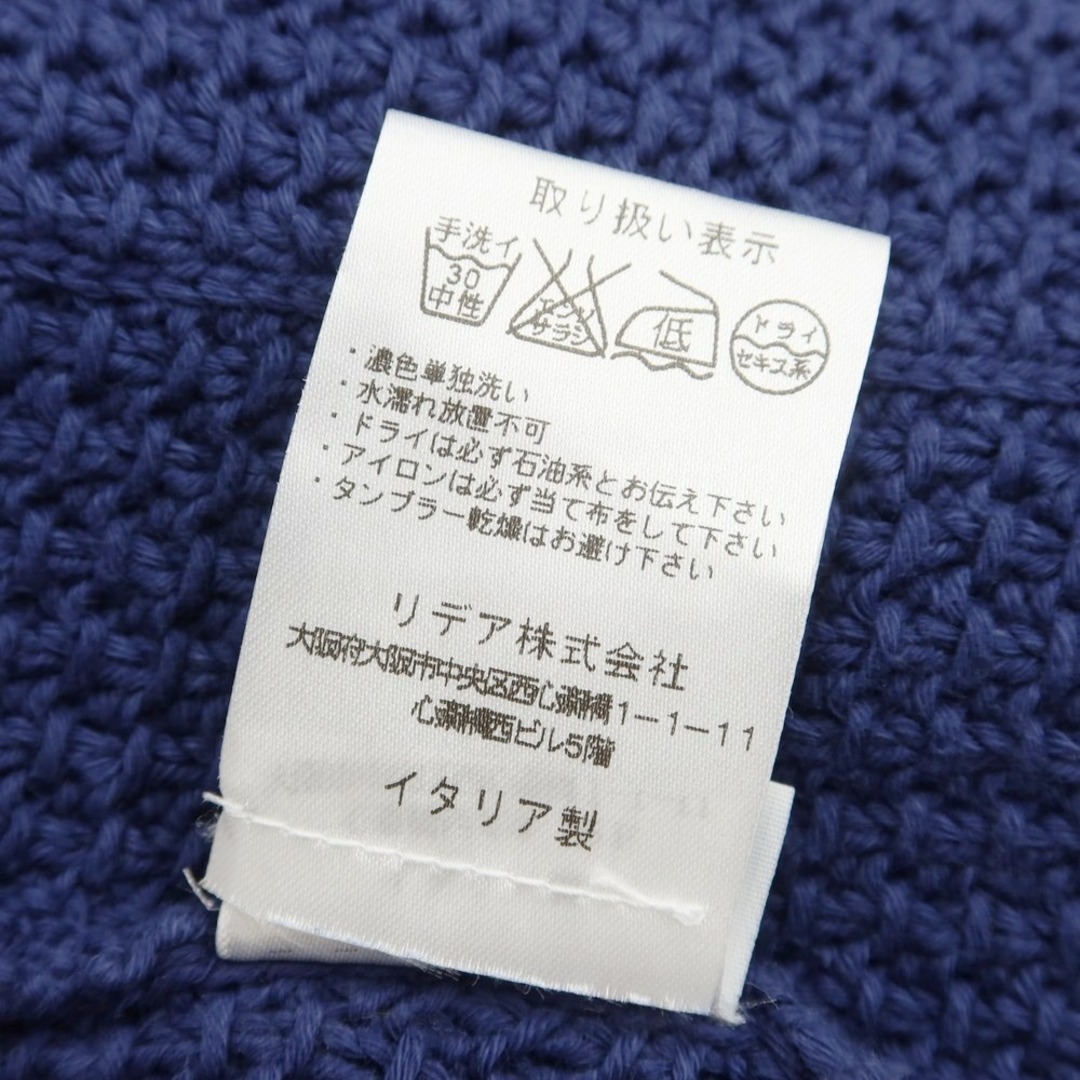 取り扱い表示
手洗イ
30
中性
エンソ
サラシ
低
ドライ
セキユ系
・濃色単独洗い
・水濡れ放置不可
・ドライは必ず石油系とお伝え下さい
・アイロンは必ず当て布をして下さい
・タンブラー乾燥はお避け下さい
リデア株式会社
大阪府大阪市中央区西心斎橋1-1-11
心斎橋西ビル5階
イタリア製